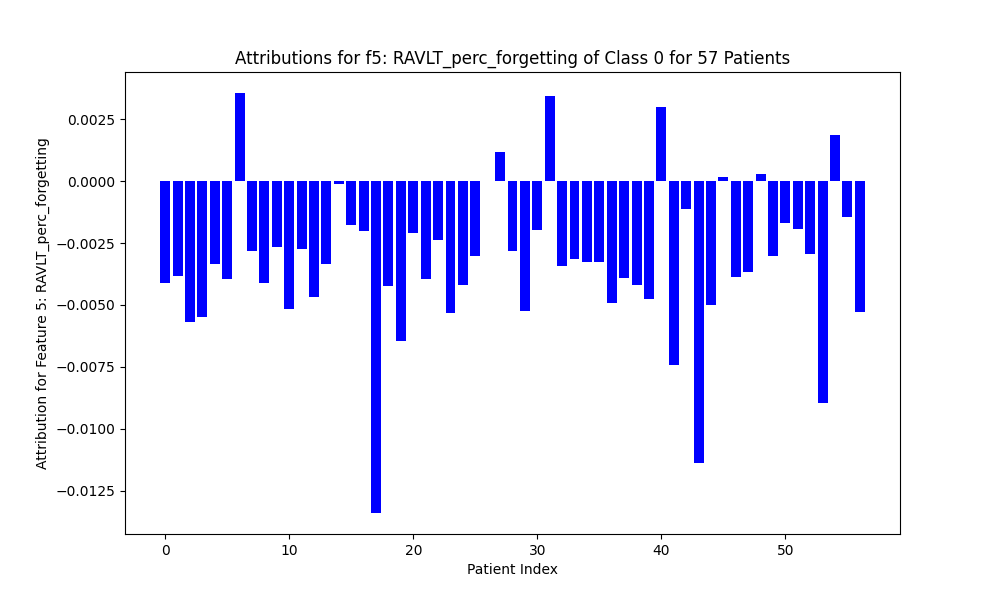 Attributions for f5: RAVLT_perc_forgetting of Class 0 for 57 Patients
Attribution for Feature 5: RAVLT_perc_forgetting
0.0025
0.0000
−0.0025
−0.0050
−0.0075
−0.0100
−0.0125
0 10 20 30 40 50
Patient Index